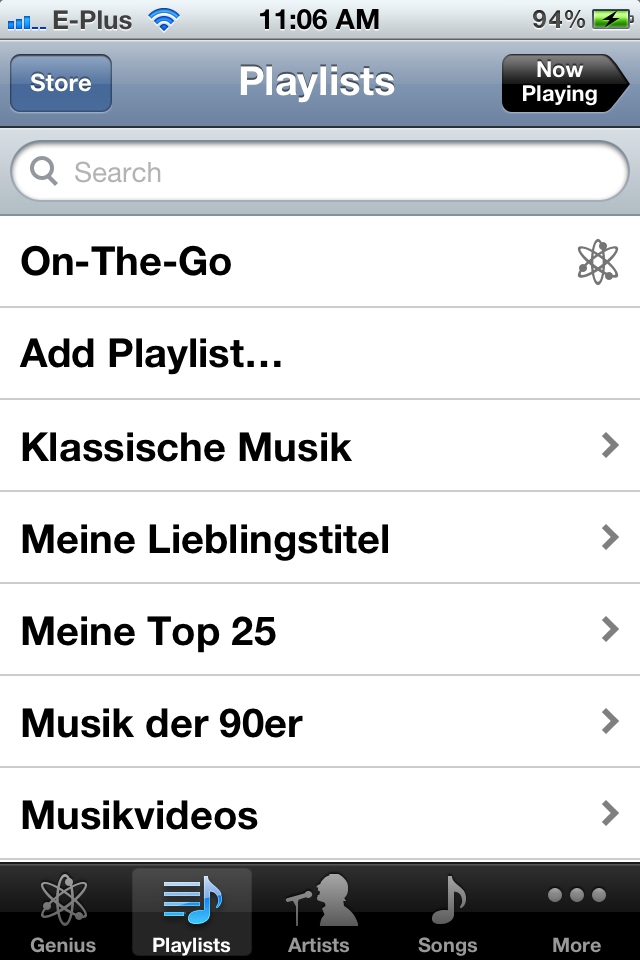 E-Plus 11:06 AM 94%
Store Playlists Now
Playing
Search
On-The-Go
Add Playlist...
Klassische Musik
Meine Lieblingstitel
Meine Top 25
Musik der 90er
Musikvideos
Genius Playlists Artists Songs More